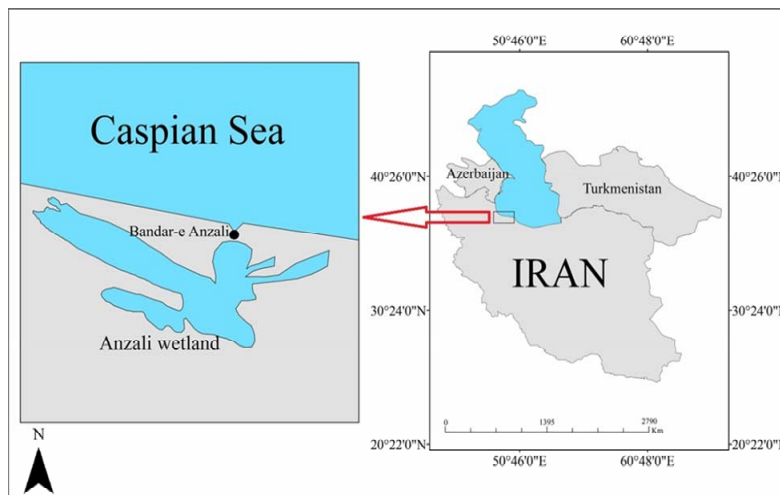 Caspian Sea
Bandar-e Anzali
Anzali wetland
N
50°46'0"E 60°48'0"E
40°26'0"N 40°26'0"N
Azerbaijan
Turkmenistan
IRAN
30°24'0"N 30°24'0"N
0 1395 2790
Km
20°22'0"N 20°22'0"N
50°46'0"E 60°48'0"E